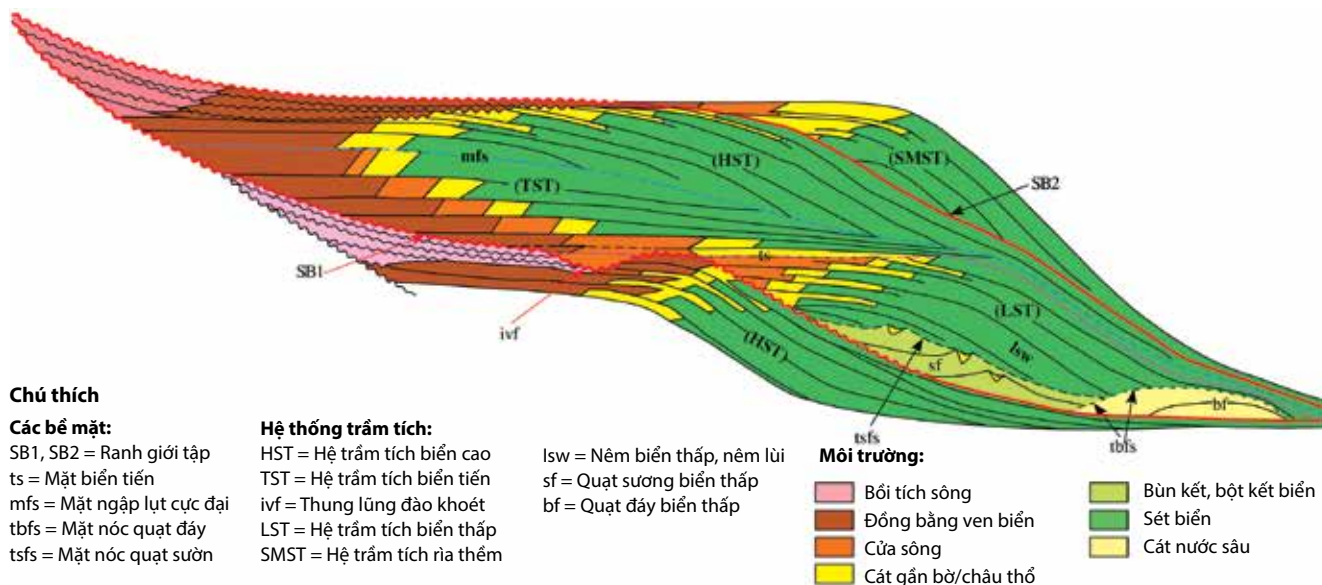 mfs
(HST)
(SMST)
(TST)
SB2
ts
SB1
(LST)
ivf
(HST)
lsw
sf
bf
tsfs
tbfs
Chú thích
Các bề mặt:
SB1, SB2 = Ranh giới tập
ts = Mặt biển tiến
mfs = Mặt ngập lụt cực đại
tbfs = Mặt nóc quạt đáy
tsfs = Mặt nóc quạt sườn
Hệ thống trầm tích:
HST = Hệ trầm tích biển cao
TST = Hệ trầm tích biển tiến
ivf = Thung lũng đào khoét
LST = Hệ trầm tích biển thấp
SMST = Hệ trầm tích rìa thềm
lsw = Nêm biển thấp, nêm lùi
sf = Quạt sương biển thấp
bf = Quạt đáy biển thấp
Môi trường:
Bồi tích sông
Đồng bằng ven biển
Cửa sông
Cát gần bờ/châu thổ
Bùn kết, bột kết biển
Sét biển
Cát nước sâu